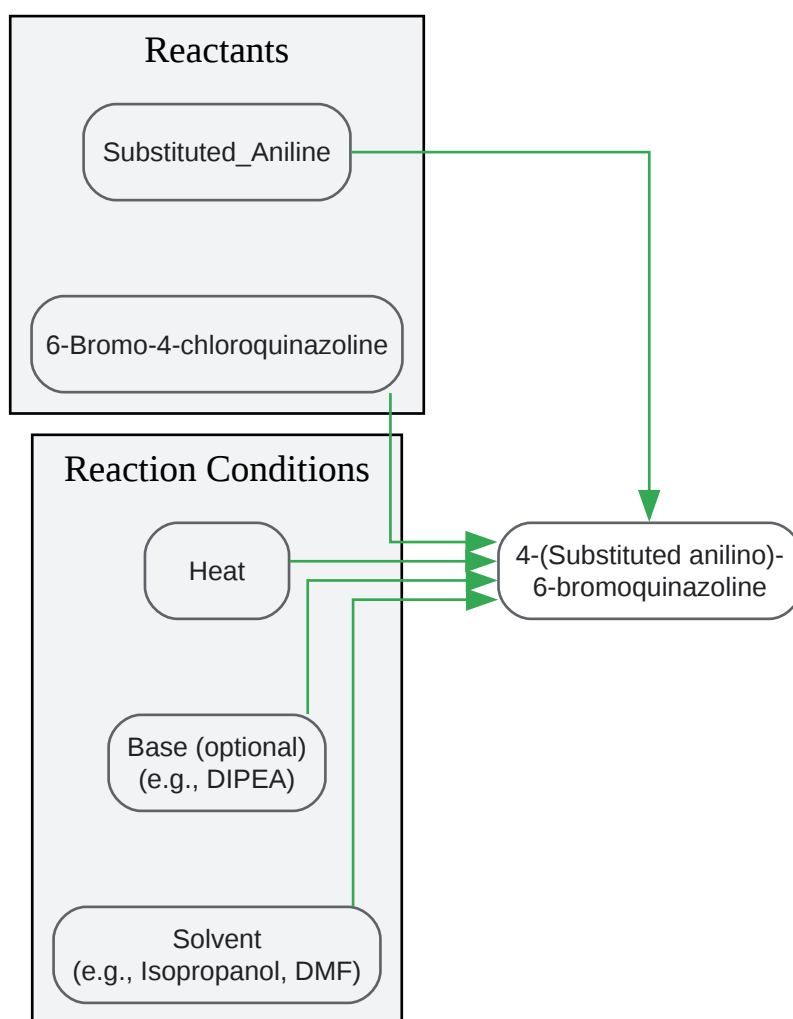 Reactants
Substituted_Aniline
6-Bromo-4-chloroquinazoline
Reaction Conditions
Heat
4-(Substituted anilino)-
6-bromoquinazoline
Base (optional)
(e.g., DIPEA)
Solvent
(e.g., Isopropanol, DMF)